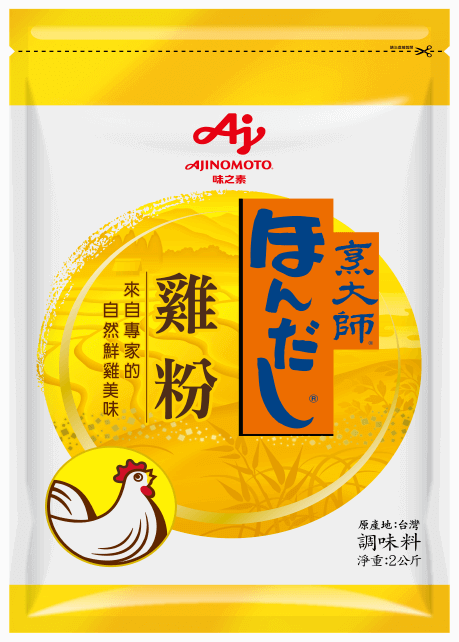 Aj
AJINOMOTO®
味之素
ほんだし®
烹大師®
雞粉
來自專家的
自然鮮雞美味
原產地:台灣
調味料
淨重:2公斤